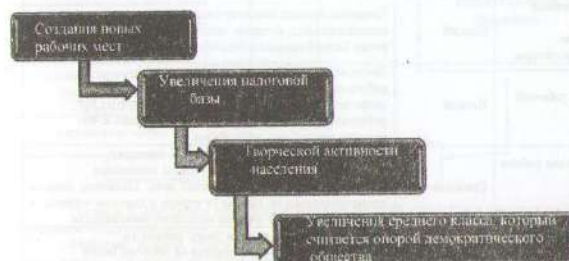 Создания новых
рабочих мест
Увеличения налоговой
базы
Творческой активности
населения
Увеличения среднего класса, который
считается опорой демократического
общества